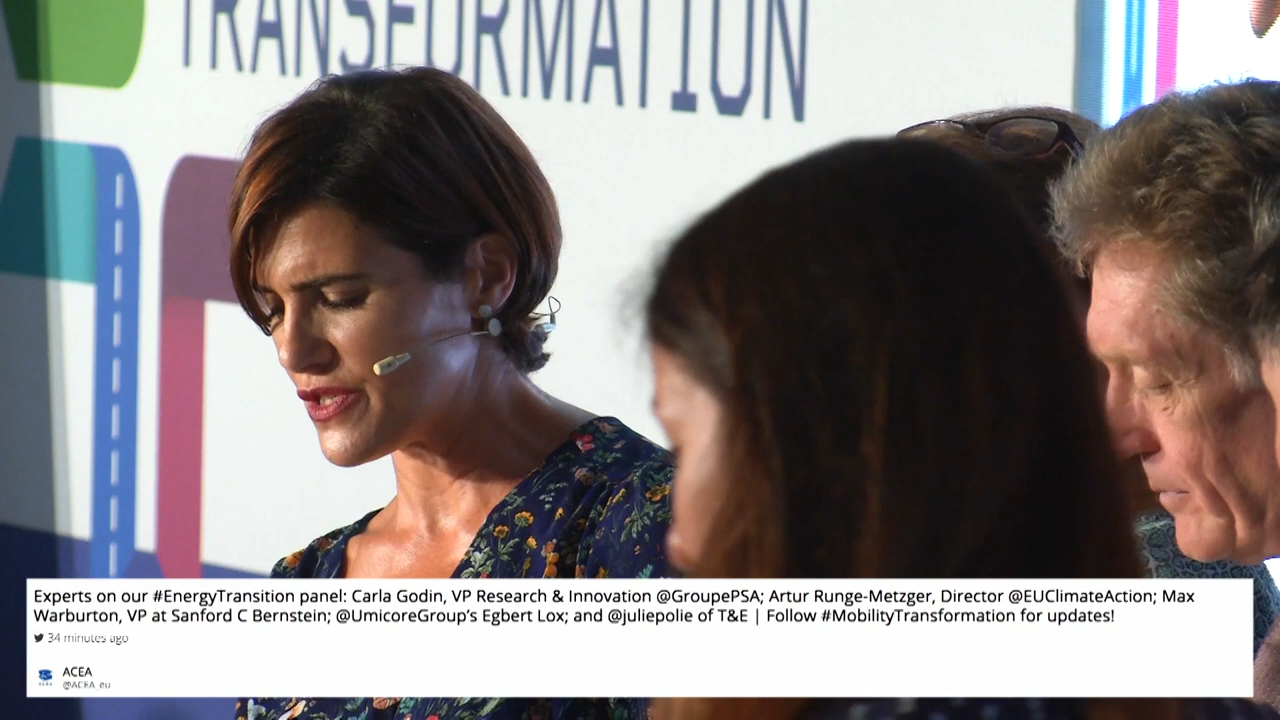 TRANSFORMATION
Experts on our #EnergyTransition panel: Carla Godin, VP Research & Innovation @GroupePSA; Artur Runge-Metzger, Director @EUClimateAction; Max
Warburton, VP at Sanford C Bernstein; @UmicoreGroup's Egbert Lox; and @juliepolie of T&E | Follow #MobilityTransformation for updates!
34 minutes ago
ACEA
@ACEA_eu